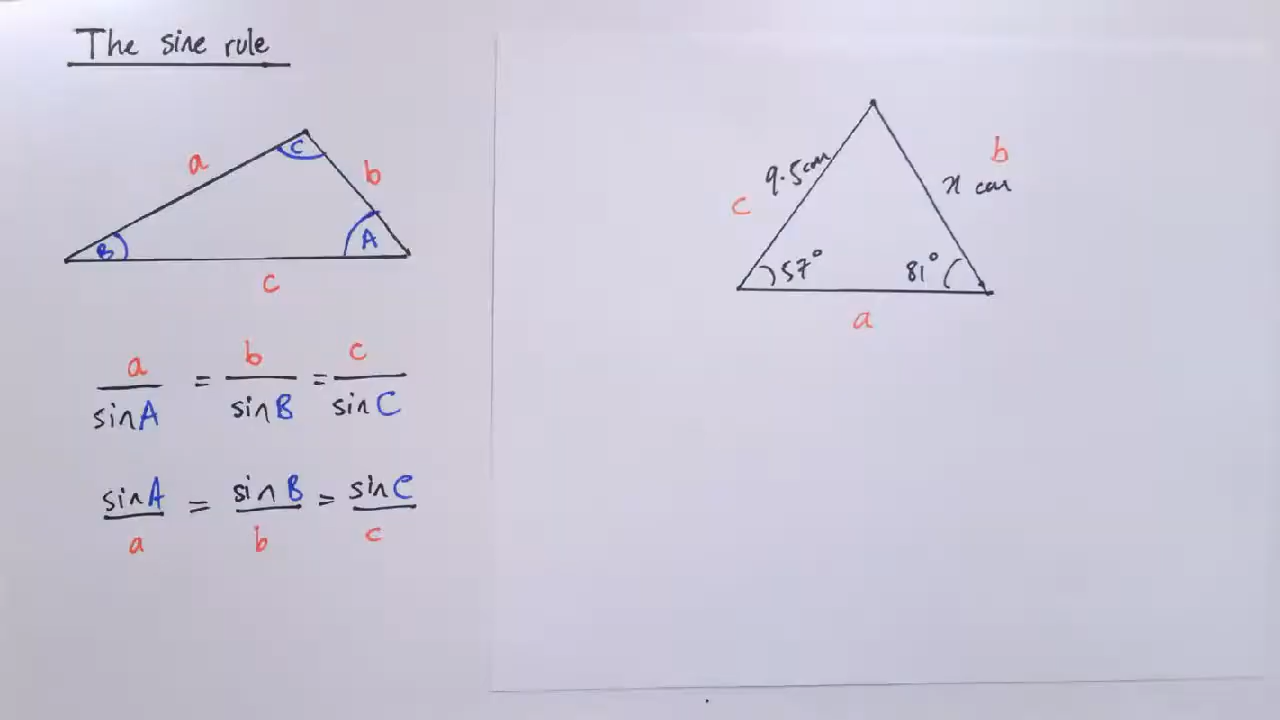 The sine rule
C
a
b
B
A
c
a b c
sinA = sinB = sinC
sinA = sinB = sinC
a b c
9.5cm
b
c
x cm
57° 81°
a